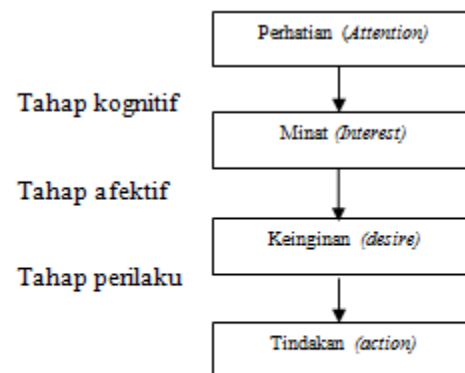 Perhatian (Attention)
Tahap kognitif
Minat (Interest)
Tahap afektif
Keinginan (desire)
Tahap perilaku
Tindakan (action)